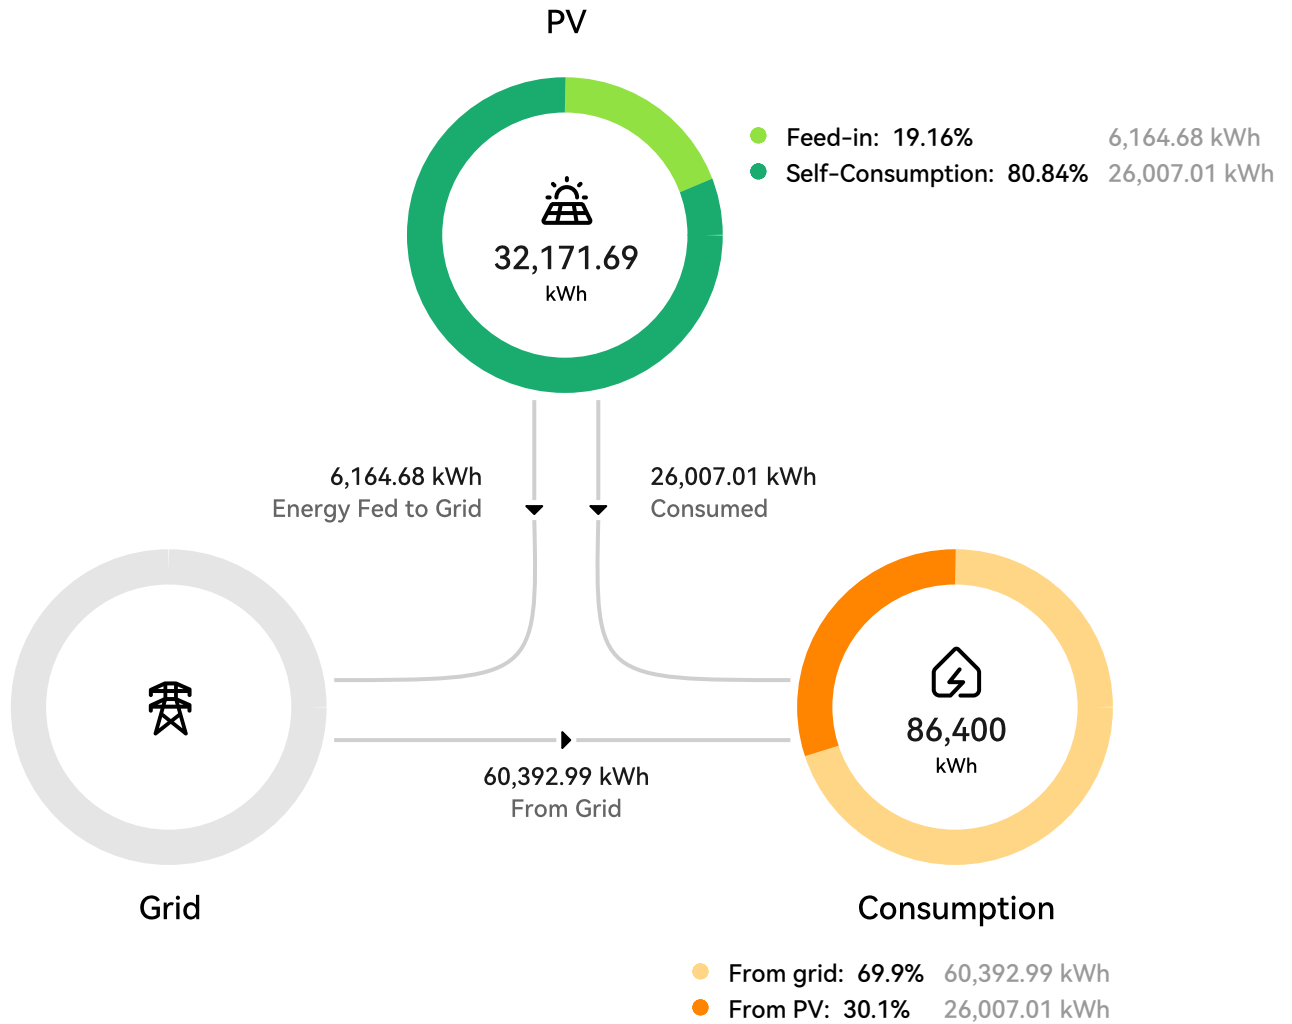 PV
Feed-in: 19.16% 6,164.68 kWh
Self-Consumption: 80.84% 26,007.01 kWh
32,171.69
kWh
6,164.68 kWh
Energy Fed to Grid
26,007.01 kWh
Consumed
86,400
kWh
60,392.99 kWh
From Grid
Grid
Consumption
From grid: 69.9% 60,392.99 kWh
From PV: 30.1% 26,007.01 kWh